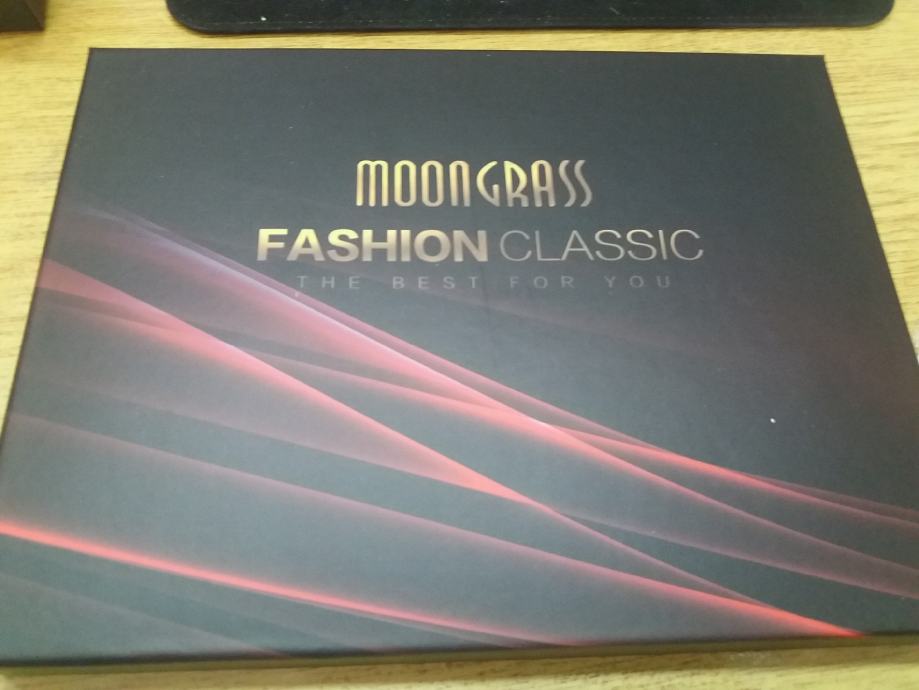 MOONGRASS
FASHION CLASSIC
THE BEST FOR YOU